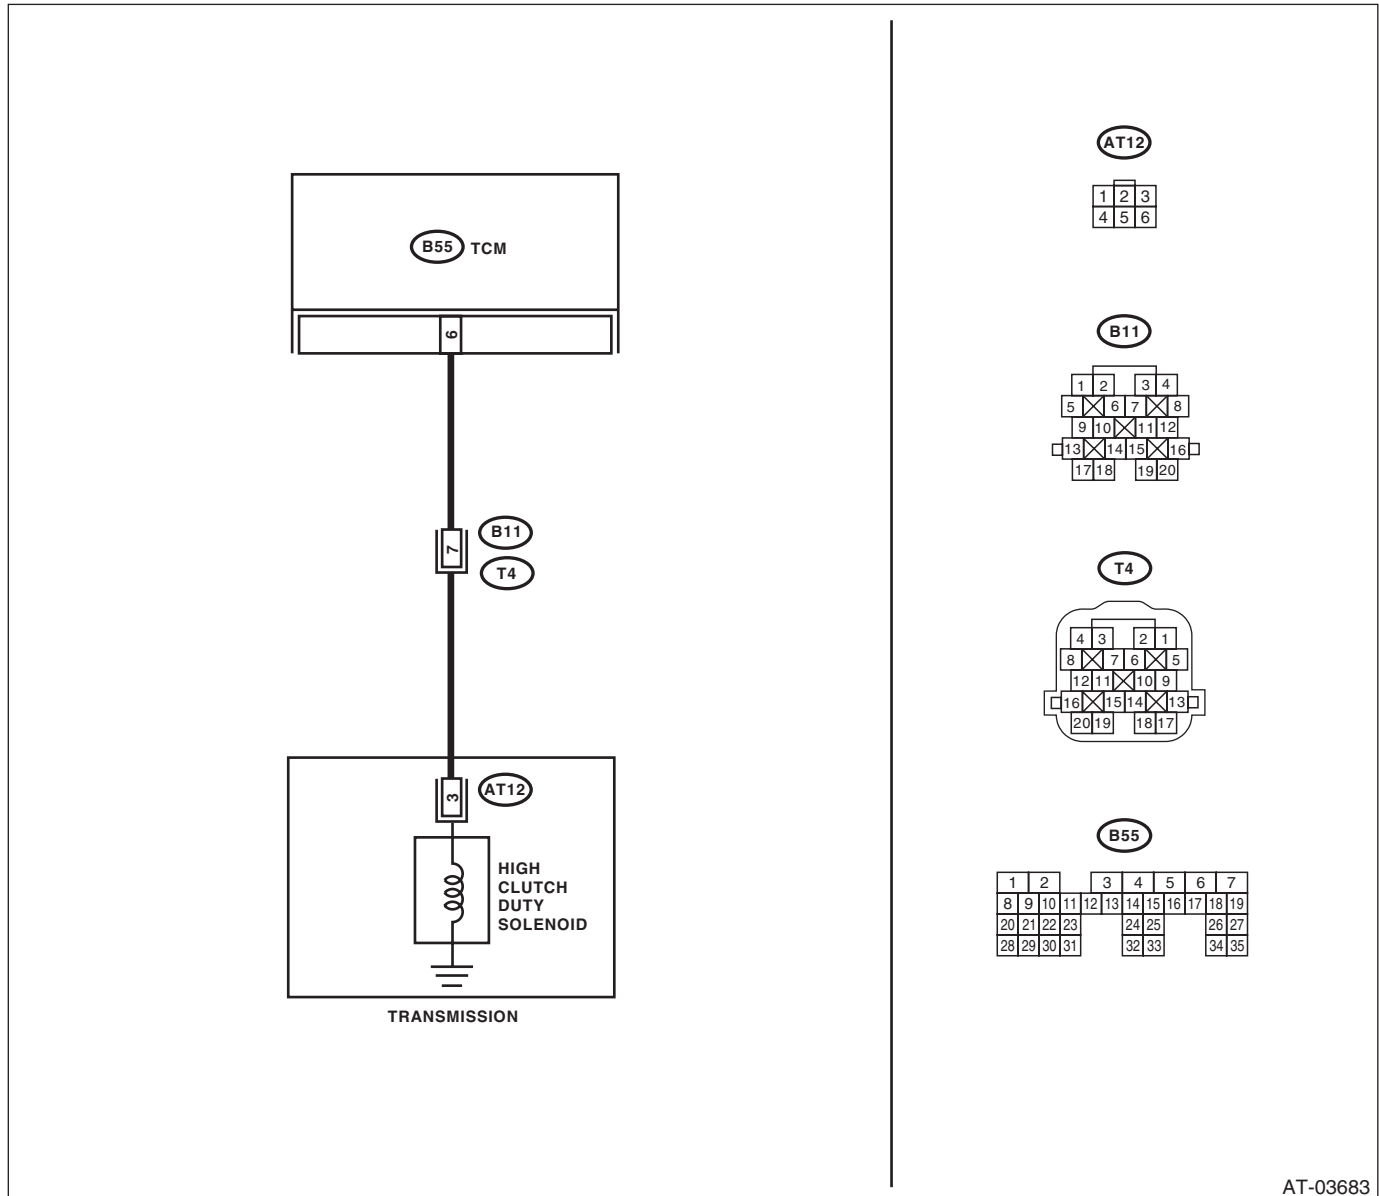 B55 TCM
6
B11
7
T4
AT12
3
HIGH
CLUTCH
DUTY
SOLENOID
TRANSMISSION
AT12
1 2 3
4 5 6
B11
1 2 3 4
5 6 7 8
9 10 11 12
13 14 15 16
17 18 19 20
T4
4 3 2 1
8 7 6 5
12 11 10 9
16 15 14 13
20 19 18 17
B55
1 2 3 4 5 6 7
8 9 10 11 12 13 14 15 16 17 18 19
20 21 22 23 24 25 26 27
28 29 30 31 32 33 34 35
AT-03683